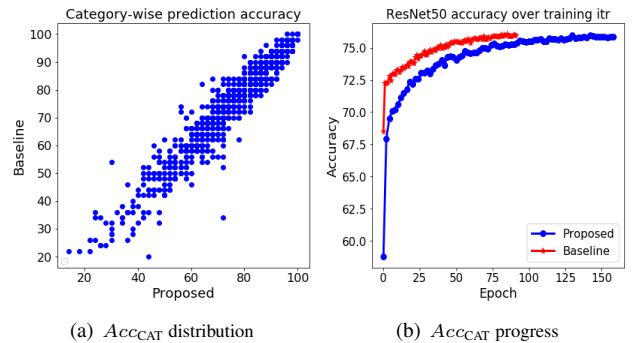 Category-wise prediction accuracy
100
90
80
70
60
50
40
30
20
Baseline
20 40 60 80 100
Proposed
(a) AccCAT distribution
ResNet50 accuracy over training itr
75.0
72.5
70.0
67.5
65.0
62.5
60.0
Accuracy
Proposed
Baseline
0 25 50 75 100 125 150
Epoch
(b) AccCAT progress